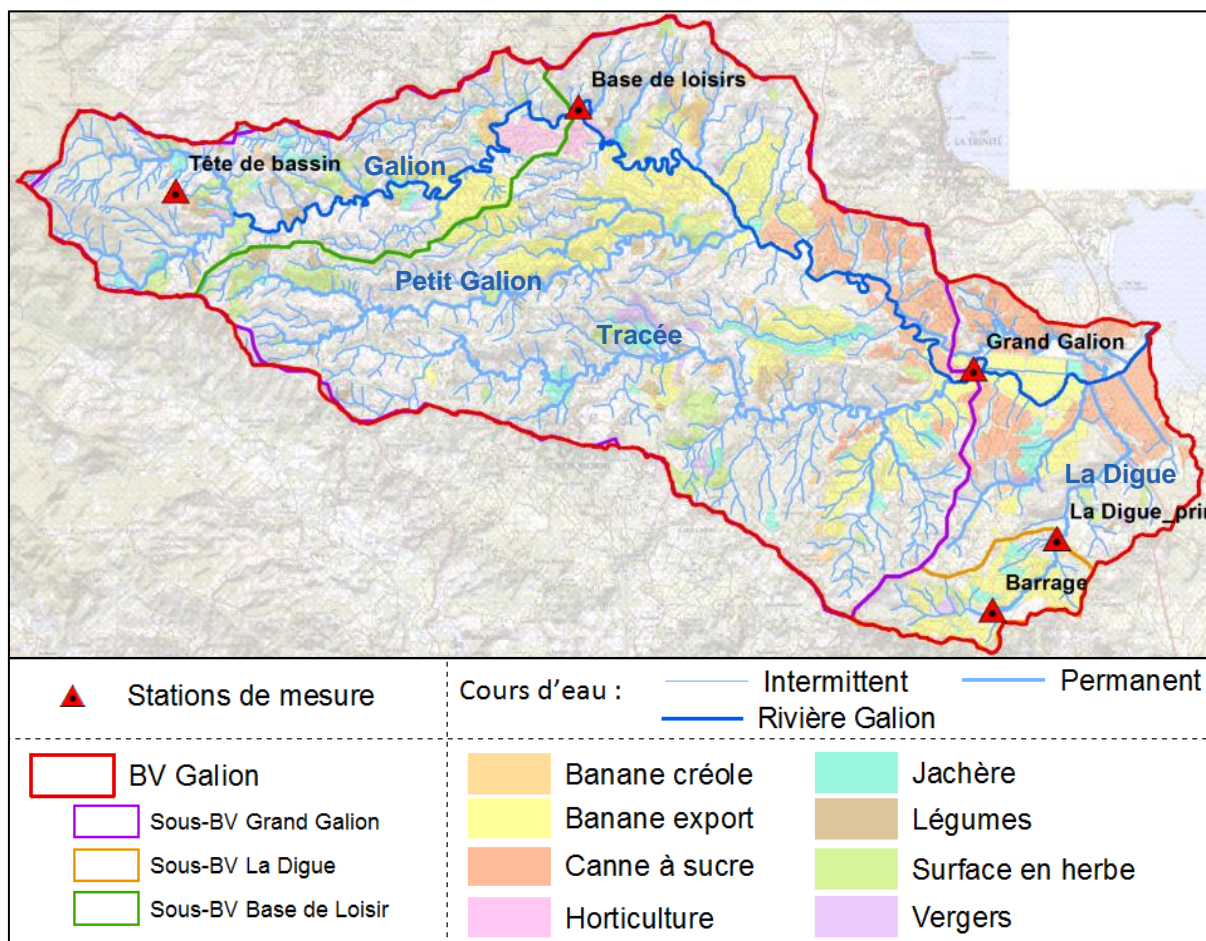 Base de loisirs
LA TRINITÉ
Tête de bassin
Galion
Petit Galion
Tracée
Grand Galion
La Digue
La Digue_prin
Barrage
Stations de mesure
Cours d'eau :
Intermittent
Permanent
Rivière Galion
BV Galion
Sous-BV Grand Galion
Sous-BV La Digue
Sous-BV Base de Loisir
Banane créole
Banane export
Canne à sucre
Horticulture
Jachère
Légumes
Surface en herbe
Vergers